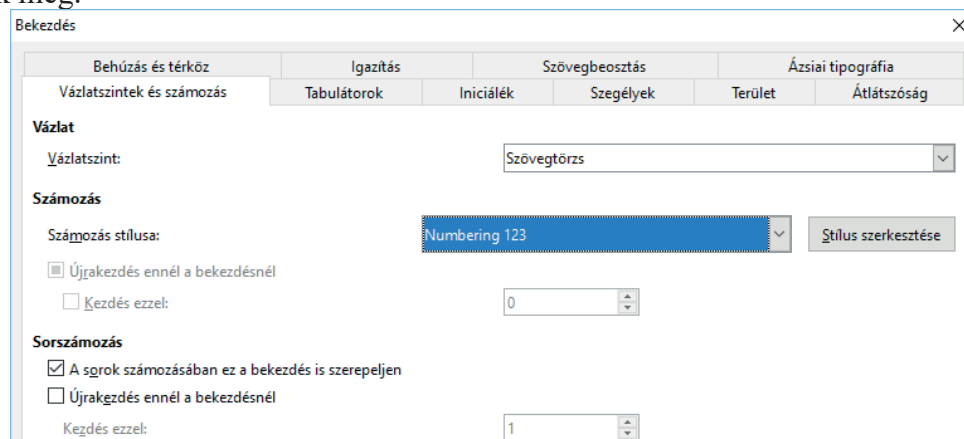 k meg.
Bekezdés
Behúzás és térköz Igazítás Szövegbeosztás Ázsiai tipográfia
Vázlatszintek és számozás Tabulátorok Iniciálék Szegélyek Terület Átlátszóság
Vázlat
Vázlatszint: Szövegtörzs
Számozás
Számozás stílusa: Numbering 123 Stílus szerkesztése
Újrakezdés ennél a bekezdésnél
Kezdés ezzel: 0
Sorszámozás
A sorok számozásában ez a bekezdés is szerepeljen
Újrakezdés ennél a bekezdésnél
Kezdés ezzel: 1